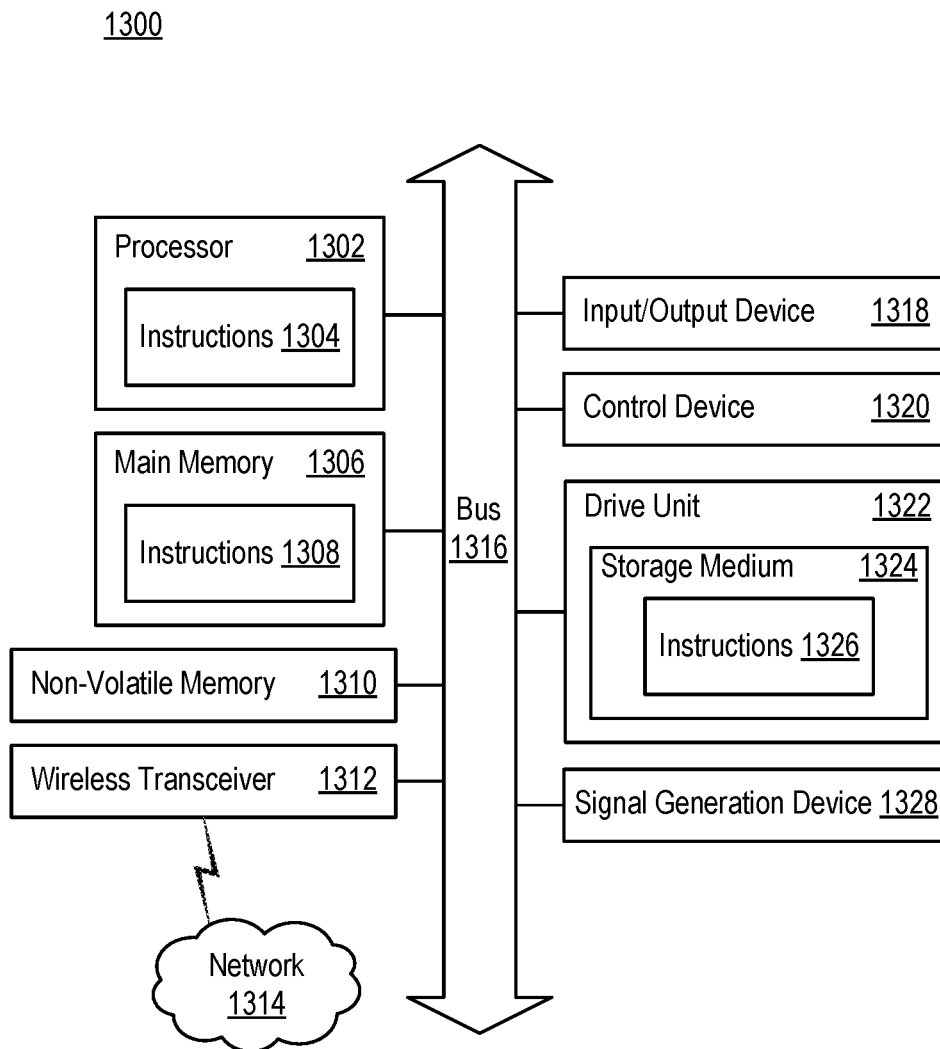 1300
Processor 1302
Instructions 1304
Main Memory 1306
Instructions 1308
Non-Volatile Memory 1310
Wireless Transceiver 1312
Network
1314
Bus
1316
Input/Output Device 1318
Control Device 1320
Drive Unit 1322
Storage Medium 1324
Instructions 1326
Signal Generation Device 1328